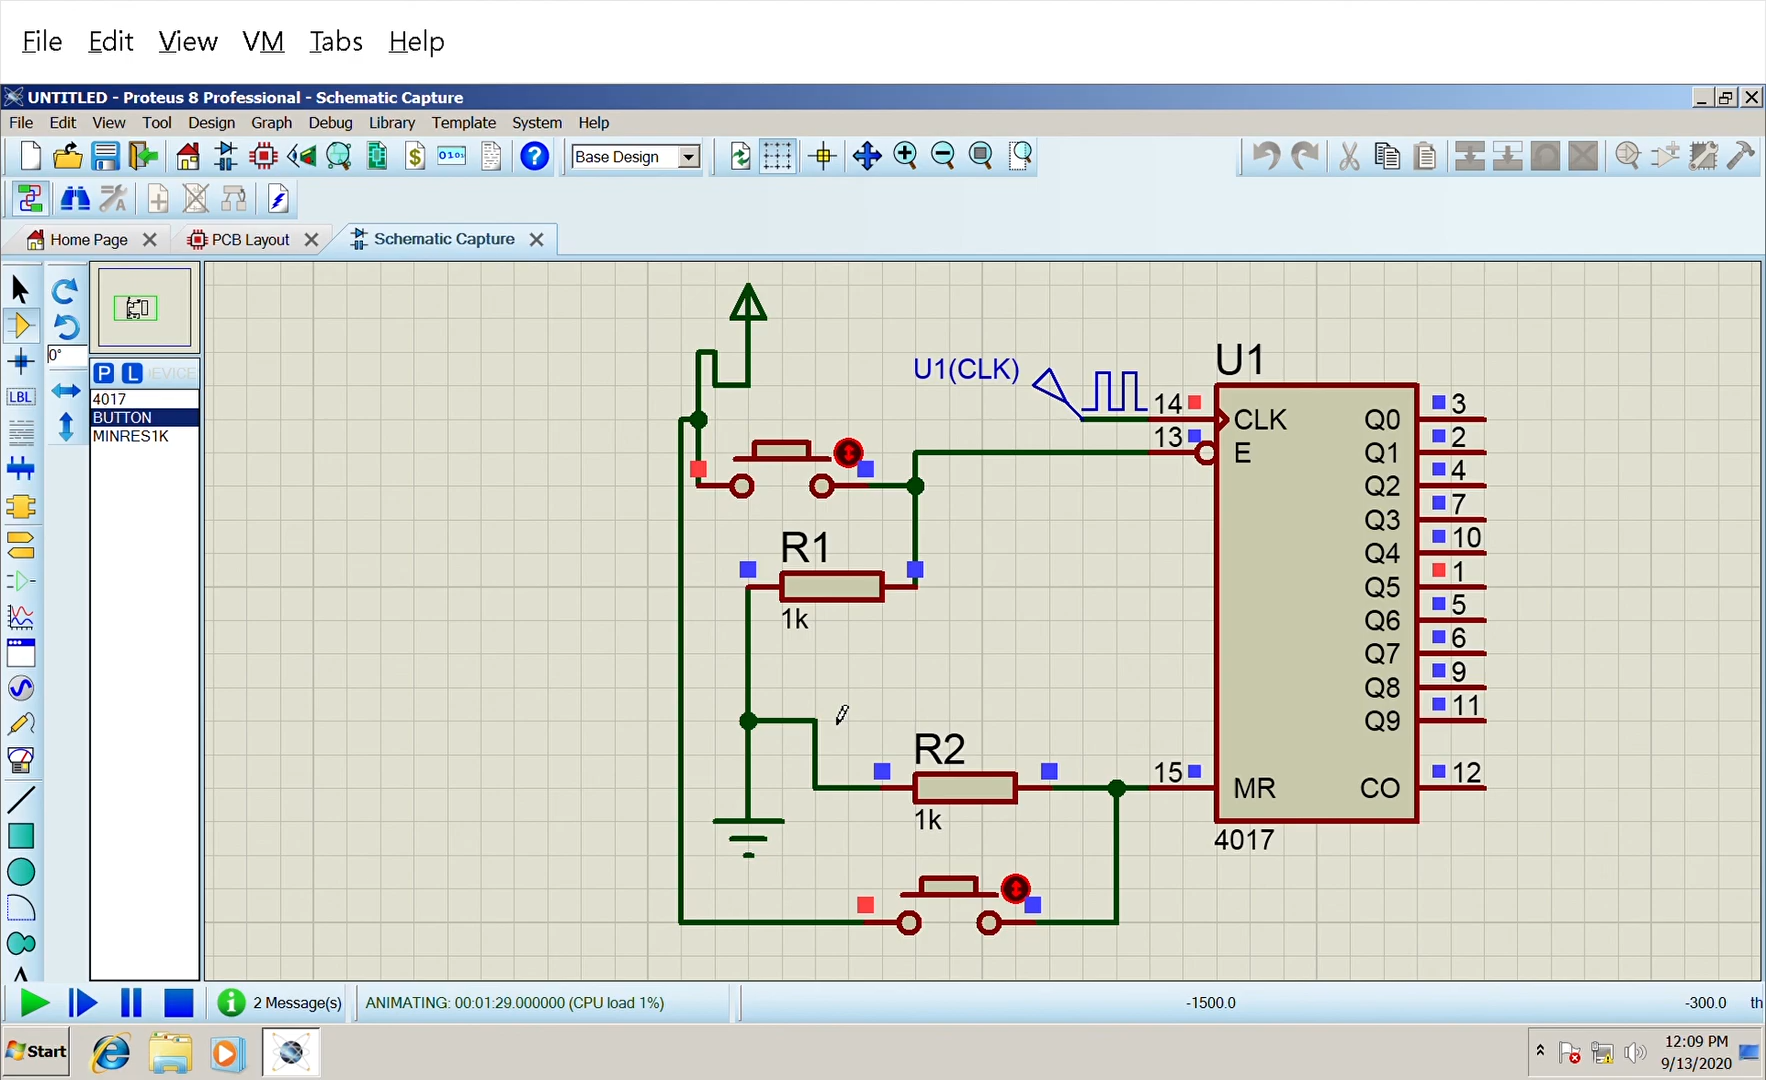 File Edit View VM Tabs Help
UNTITLED - Proteus 8 Professional - Schematic Capture
File Edit View Tool Design Graph Debug Library Template System Help
Base Design
Home Page
PCB Layout
Schematic Capture
0°
P L DEVICES
LBL
4017
BUTTON
MINRES1K
U1(CLK)
U1
14 CLK
13 E
15 MR
Q0 3
Q1 2
Q2 4
Q3 7
Q4 10
Q5 1
Q6 5
Q7 6
Q8 9
Q9 11
CO 12
4017
R1
1k
R2
1k
2 Message(s)
ANIMATING: 00:01:29.000000 (CPU load 1%)
-1500.0
-300.0
th
Start
12:09 PM
9/13/2020